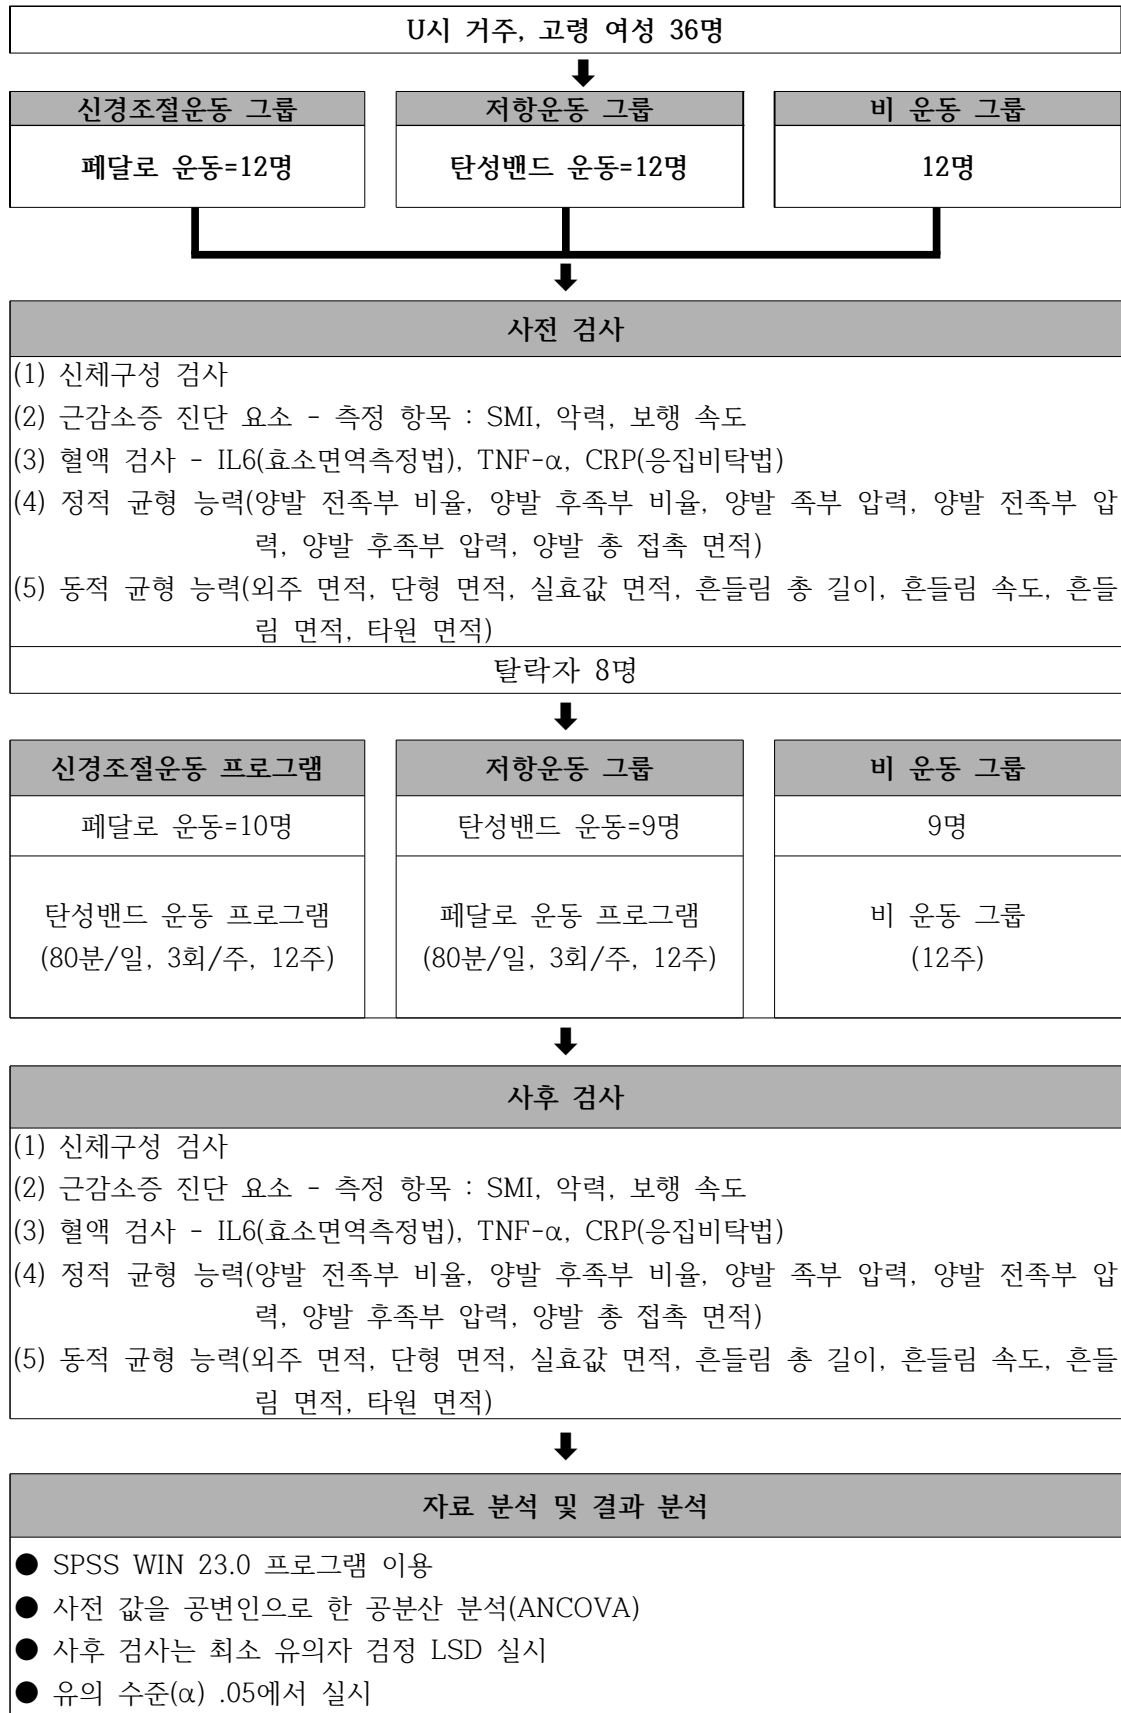 U시 거주, 고령 여성 36명
신경조절운동 그룹
페달로 운동=12명
저항운동 그룹
탄성밴드 운동=12명
비 운동 그룹
12명
사전 검사
(1) 신체구성 검사
(2) 근감소증 진단 요소 - 측정 항목 : SMI, 악력, 보행 속도
(3) 혈액 검사 - IL6(효소면역측정법), TNF-α, CRP(응집비탁법)
(4) 정적 균형 능력(양발 전족부 비율, 양발 후족부 비율, 양발 족부 압력, 양발 전족부 압
력, 양발 후족부 압력, 양발 총 접촉 면적)
(5) 동적 균형 능력(외주 면적, 단형 면적, 실효값 면적, 흔들림 총 길이, 흔들림 속도, 흔들
림 면적, 타원 면적)
탈락자 8명
신경조절운동 프로그램
페달로 운동=10명
탄성밴드 운동 프로그램
(80분/일, 3회/주, 12주)
저항운동 그룹
탄성밴드 운동=9명
페달로 운동 프로그램
(80분/일, 3회/주, 12주)
비 운동 그룹
9명
비 운동 그룹
(12주)
사후 검사
(1) 신체구성 검사
(2) 근감소증 진단 요소 - 측정 항목 : SMI, 악력, 보행 속도
(3) 혈액 검사 - IL6(효소면역측정법), TNF-α, CRP(응집비탁법)
(4) 정적 균형 능력(양발 전족부 비율, 양발 후족부 비율, 양발 족부 압력, 양발 전족부 압
력, 양발 후족부 압력, 양발 총 접촉 면적)
(5) 동적 균형 능력(외주 면적, 단형 면적, 실효값 면적, 흔들림 총 길이, 흔들림 속도, 흔들
림 면적, 타원 면적)
자료 분석 및 결과 분석
● SPSS WIN 23.0 프로그램 이용
● 사전 값을 공변인으로 한 공분산 분석(ANCOVA)
● 사후 검사는 최소 유의자 검정 LSD 실시
● 유의 수준(α) .05에서 실시